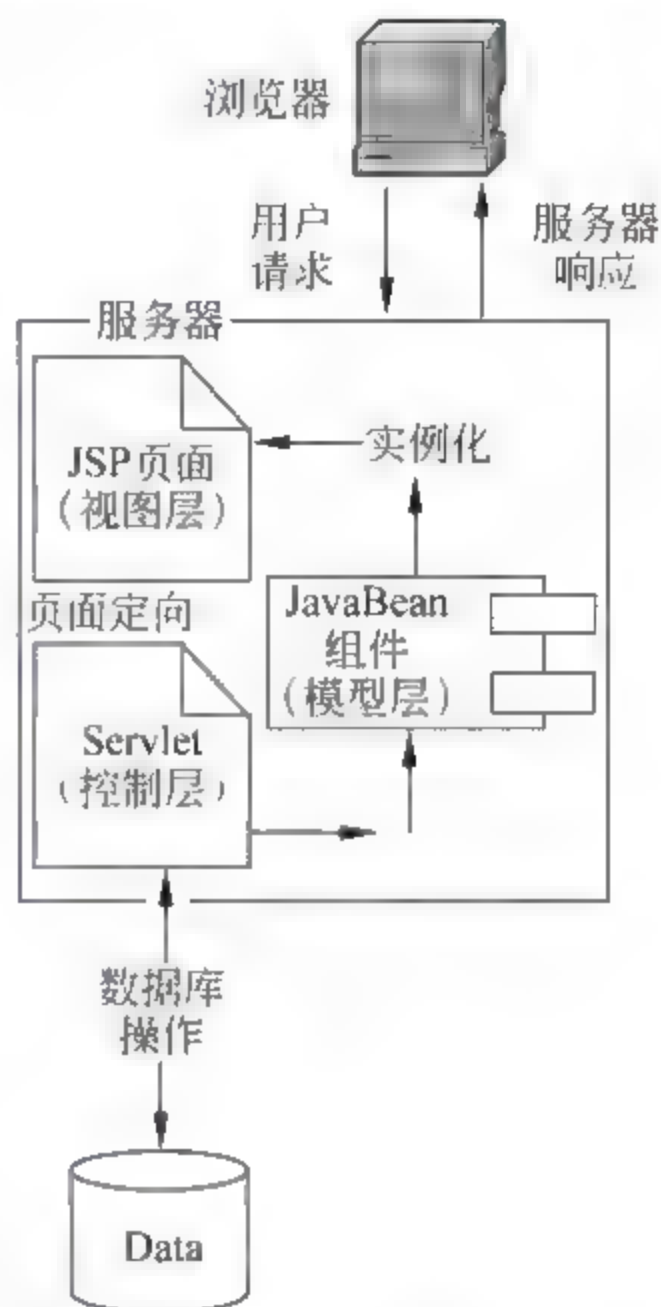 浏览器
用户
请求
服务器
响应
服务器
JSP页面
（视图层）
实例化
页面定向
JavaBean
组件
（模型层）
Servlet
（控制层）
数据库
操作
Data